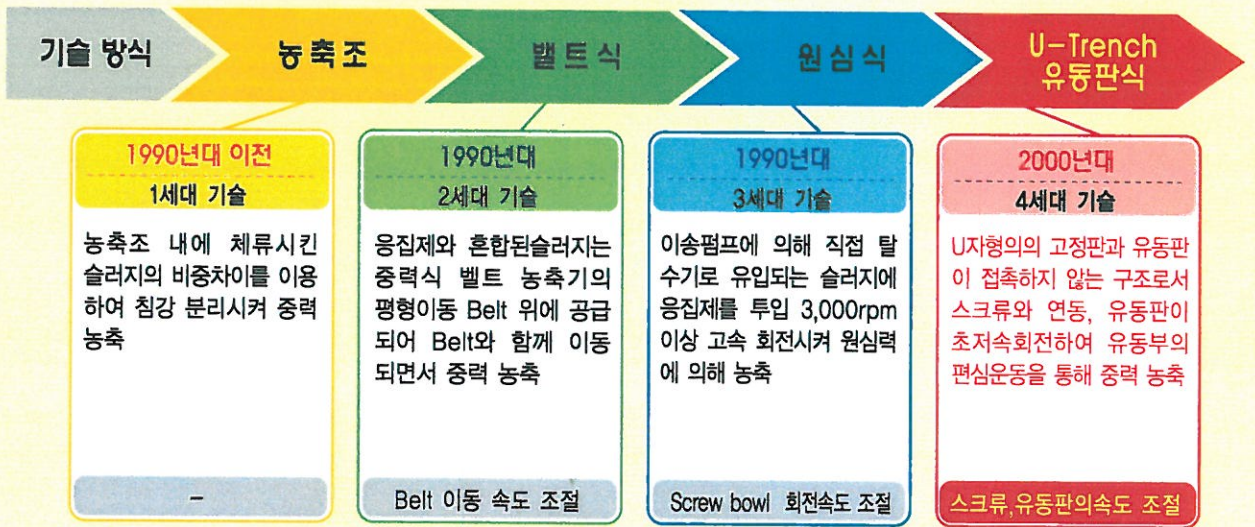 기술 방식
농축조
밸트식
원심식
U-Trench
유동판식
1990년대 이전
1세대 기술
농축조 내에 체류시킨
슬러지의 비중차이를 이용
하여 침강 분리시켜 중력
농축
–
1990년대
2세대 기술
응집제와 혼합된슬러지는
중력식 벨트 농축기의
평형이동 Belt 위에 공급
되어 Belt와 함께 이동
되면서 중력 농축
Belt 이동 속도 조절
1990년대
3세대 기술
이송펌프에 의해 직접 탈
수기로 유입되는 슬러지에
응집제를 투입 3,000rpm
이상 고속 회전시켜 원심력
에 의해 농축
Screw bowl 회전속도 조절
2000년대
4세대 기술
U자형의의 고정판과 유동판
이 접촉하지 않는 구조로서
스크류와 연동, 유동판이
초저속회전하여 유동부의
편심운동을 통해 중력 농축
스크류,유동판의속도 조절